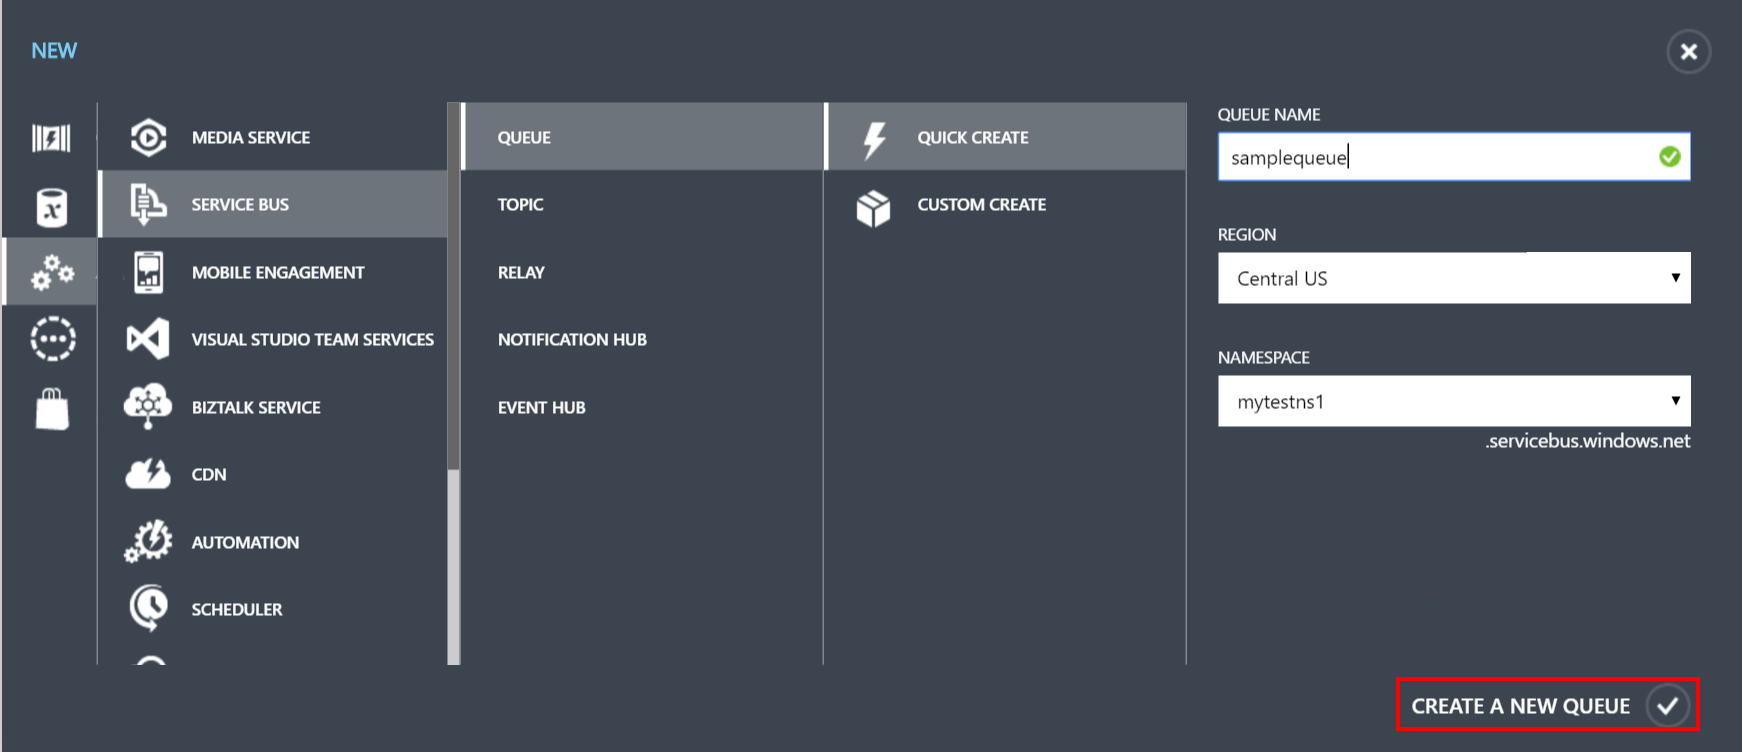 NEW
MEDIA SERVICE
SERVICE BUS
MOBILE ENGAGEMENT
VISUAL STUDIO TEAM SERVICES
BIZTALK SERVICE
CDN
AUTOMATION
SCHEDULER
QUEUE
TOPIC
RELAY
NOTIFICATION HUB
EVENT HUB
QUICK CREATE
CUSTOM CREATE
QUEUE NAME
samplequeue
REGION
Central US
NAMESPACE
mytestns1
.servicebus.windows.net
CREATE A NEW QUEUE